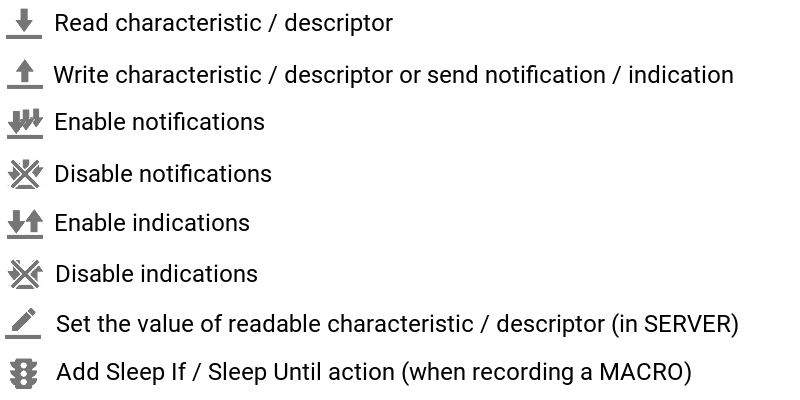 Read characteristic / descriptor
Write characteristic / descriptor or send notification / indication
Enable notifications
Disable notifications
Enable indications
Disable indications
Set the value of readable characteristic / descriptor (in SERVER)
Add Sleep If / Sleep Until action (when recording a MACRO)